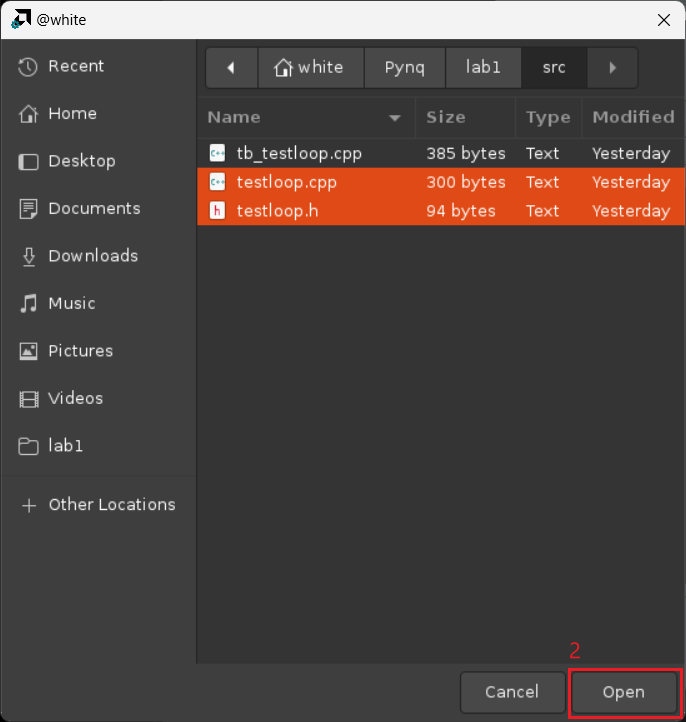 @white
Recent
Home
Desktop
Documents
Downloads
Music
Pictures
Videos
lab1
Other Locations
white Pynq lab1 src
Name Size Type Modified
tb_testloop.cpp 385 bytes Text Yesterday
testloop.cpp 300 bytes Text Yesterday
testloop.h 94 bytes Text Yesterday
2
Cancel Open